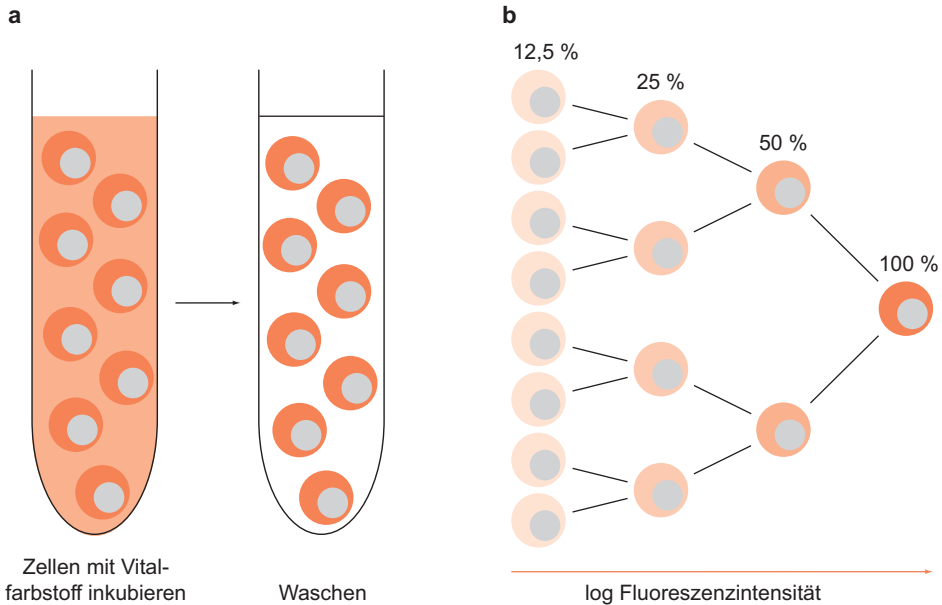 a
b
12,5 %
25 %
50 %
100 %
Zellen mit Vital-
farbstoff inkubieren
Waschen
log Fluoreszenzintensität